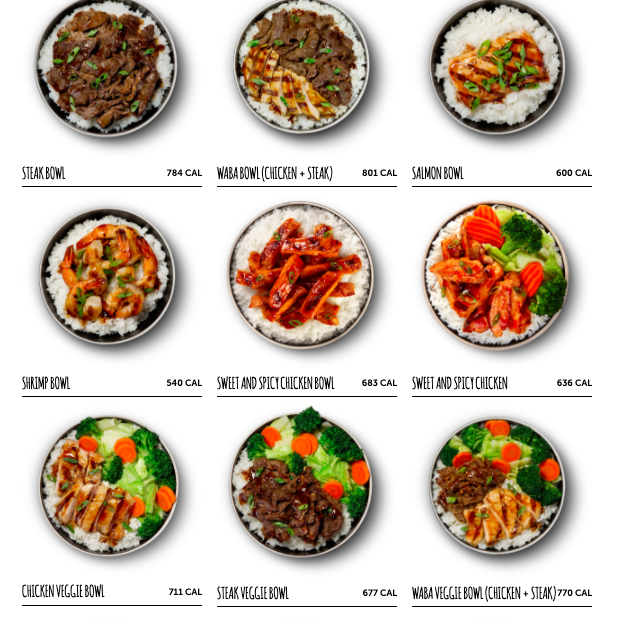 STEAK BOWL 784 CAL
WABA BOWL (CHICKEN + STEAK) 801 CAL
SALMON BOWL 600 CAL
SHRIMP BOWL 540 CAL
SWEET AND SPICY CHICKEN BOWL 683 CAL
SWEET AND SPICY CHICKEN 636 CAL
CHICKEN VEGGIE BOWL 711 CAL
STEAK VEGGIE BOWL 677 CAL
WABA VEGGIE BOWL (CHICKEN + STEAK) 770 CAL